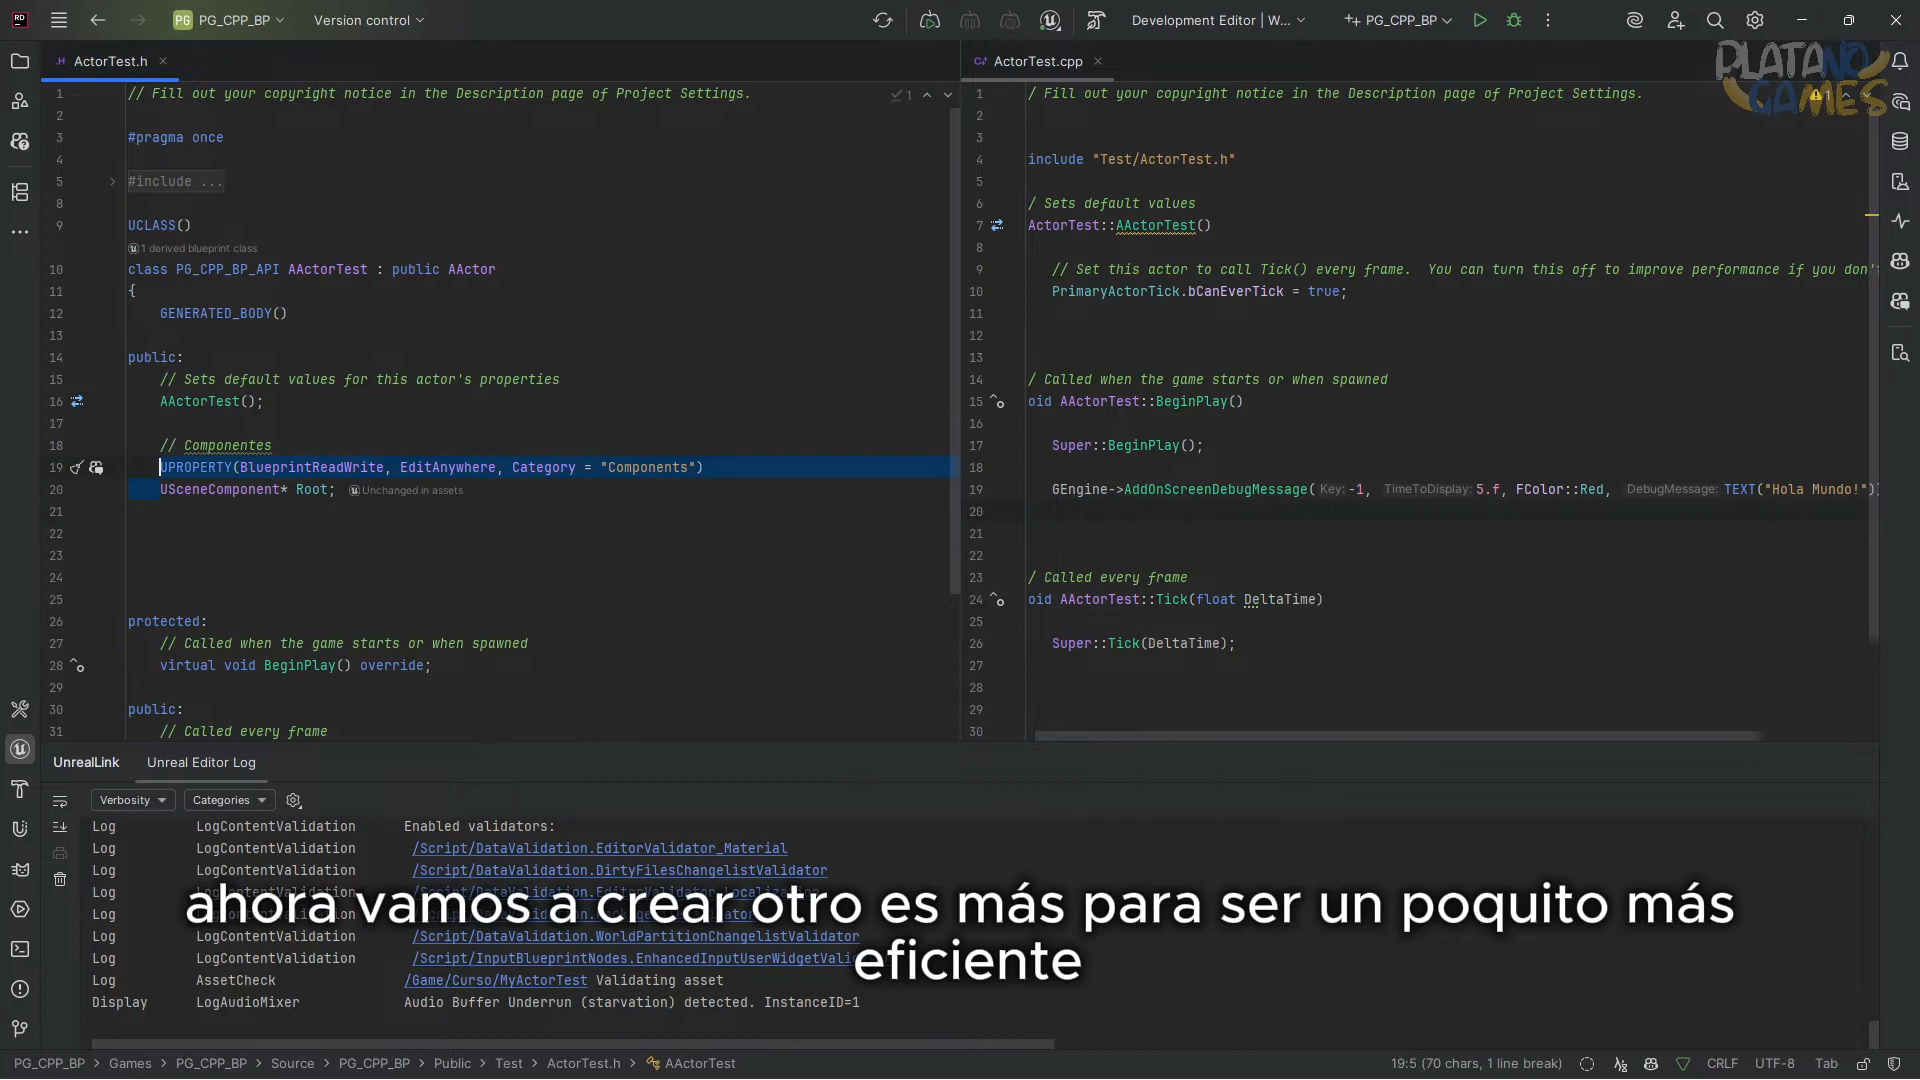 PG PG_CPP_BP Version control Development Editor | W... PG_CPP_BP
ActorTest.h
ActorTest.cpp
PLATANO
GAMES
1 // Fill out your copyright notice in the Description page of Project Settings. 1
2
3 #pragma once
4
5 #include ...
8
9 UCLASS()
1 derived blueprint class
10 class PG_CPP_BP_API AActorTest : public AActor
11 {
12 GENERATED_BODY()
13
14 public:
15 // Sets default values for this actor's properties
16 AActorTest();
17
18 // Componentes
19 UPROPERTY(BlueprintReadWrite, EditAnywhere, Category = "Components")
20 USceneComponent* Root; Unchanged in assets
21
22
23
24
25
26 protected:
27 // Called when the game starts or when spawned
28 virtual void BeginPlay() override;
29
30 public:
31 // Called every frame
1 / Fill out your copyright notice in the Description page of Project Settings. 1
2
3
4 include "Test/ActorTest.h"
5
6 / Sets default values
7 ActorTest::AActorTest()
8
9 // Set this actor to call Tick() every frame. You can turn this off to improve performance if you don't
10 PrimaryActorTick.bCanEverTick = true;
11
12
13
14 / Called when the game starts or when spawned
15 oid AActorTest::BeginPlay()
16
17 Super::BeginPlay();
18
19 GEngine->AddOnScreenDebugMessage( Key: -1, TimeToDisplay: 5.f, FColor::Red, DebugMessage: TEXT("Hola Mundo!"))
20
21
22
23 / Called every frame
24 oid AActorTest::Tick(float DeltaTime)
25
26 Super::Tick(DeltaTime);
27
28
29
30
UnrealLink Unreal Editor Log
Verbosity Categories
Log LogContentValidation Enabled validators:
Log LogContentValidation /Script/DataValidation.EditorValidator_Material
Log LogContentValidation /Script/DataValidation.DirtyFilesChangelistValidator
Log LogContentValidation /Script/DataValidation.EditorValidator_Localization
Log LogContentValidation
Log LogContentValidation /Script/DataValidation.WorldPartitionChangelistValidator
Log LogContentValidation /Script/InputBlueprintNodes.EnhancedInputUserWidgetVali
Log AssetCheck /Game/Curso/MyActorTest Validating asset
Display LogAudioMixer Audio Buffer Underrun (starvation) detected. InstanceID=1
ahora vamos a crear otro es más para ser un poquito más
eficiente
PG_CPP_BP Games PG_CPP_BP Source PG_CPP_BP Public Test ActorTest.h AActorTest 19:5 (70 chars, 1 line break) CRLF UTF-8 Tab